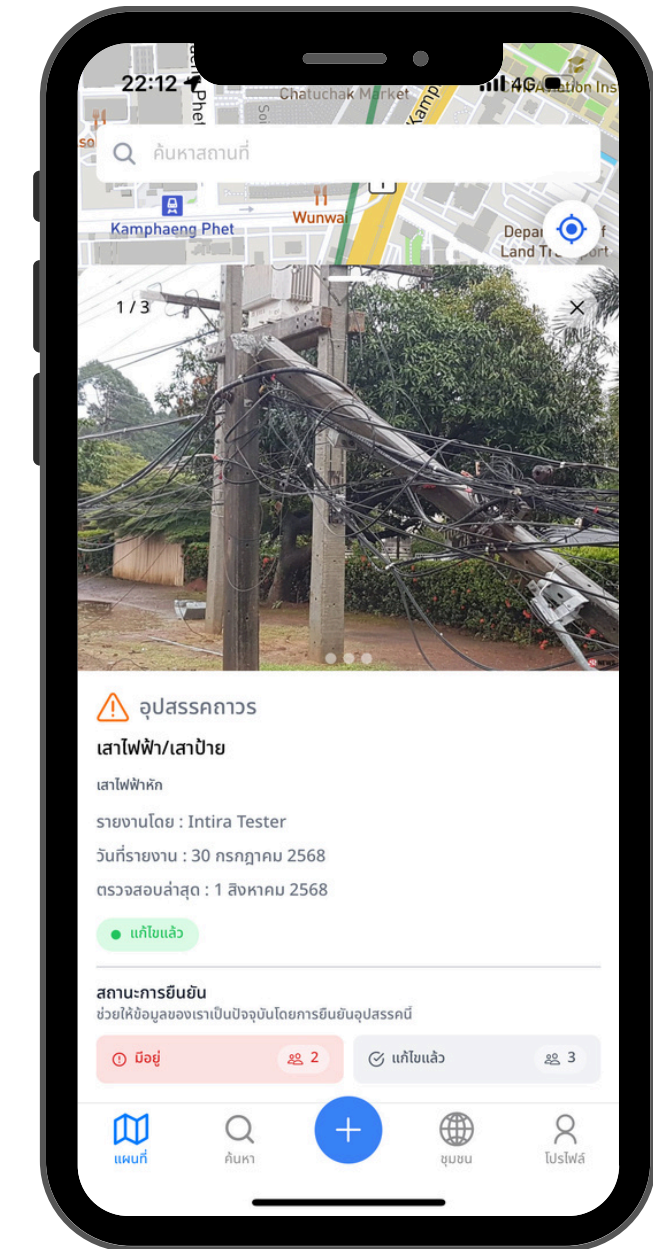 22:12
4G
Chatuchak Market
Kamp
Phet
ค้นหาสถานที่
Kamphaeng Phet
Wunwai
Land
1 / 3
NEWS
อุปสรรคถาวร
เสาไฟฟ้า/เสาป้าย
เสาไฟฟ้าหัก
รายงานโดย : Intira Tester
วันที่รายงาน : 30 กรกฎาคม 2568
ตรวจสอบล่าสุด : 1 สิงหาคม 2568
แก้ไขแล้ว
สถานะการยืนยัน
ช่วยให้ข้อมูลของเราเป็นปัจจุบันโดยการยืนยันอุปสรรคนี้
มีอยู่ 2 แก้ไขแล้ว 3
แผนที่ ค้นหา ชุมชน โปรไฟล์